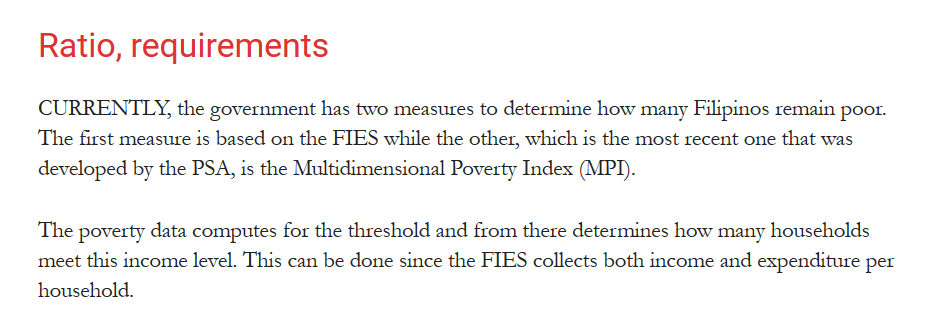 Ratio, requirements
CURRENTLY, the government has two measures to determine how many Filipinos remain poor.
The first measure is based on the FIES while the other, which is the most recent one that was
developed by the PSA, is the Multidimensional Poverty Index (MPI).
The poverty data computes for the threshold and from there determines how many households
meet this income level. This can be done since the FIES collects both income and expenditure per
household.